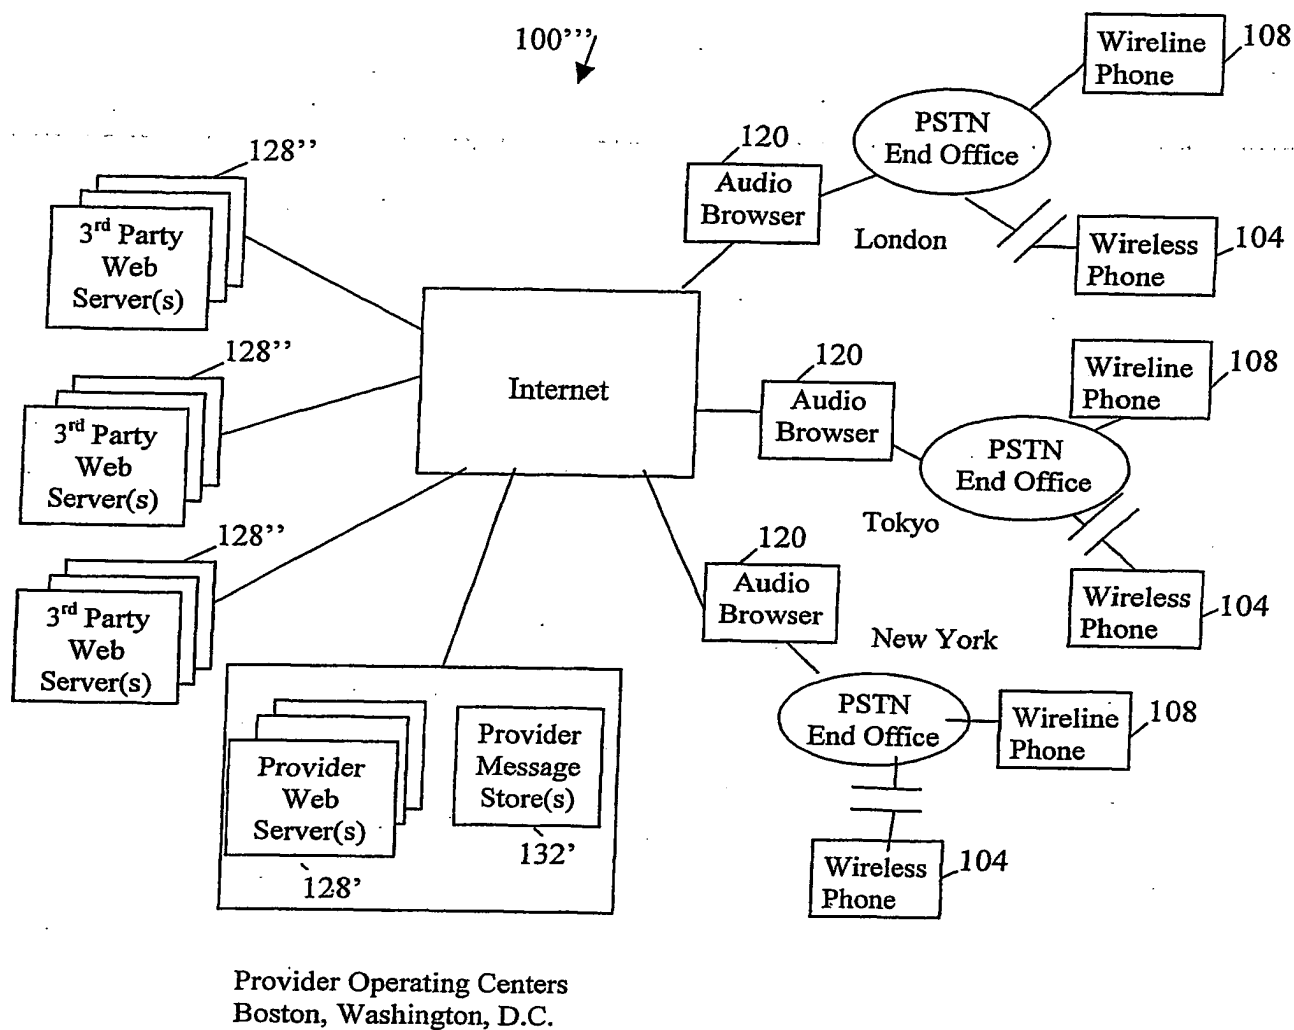 100’’’
Wireline
Phone
108
PSTN
End Office
120
Audio
Browser
128’’
3rd Party
Web
Server(s)
London
Wireless
Phone
104
Internet
128’’
3rd Party
Web
Server(s)
120
Audio
Browser
Wireline
Phone
108
PSTN
End Office
Tokyo
Wireless
Phone
104
128’’
3rd Party
Web
Server(s)
120
Audio
Browser
New York
PSTN
End Office
Wireline
Phone
108
Wireless
Phone
104
Provider
Web
Server(s)
128’
Provider
Message
Store(s)
132’
Provider Operating Centers
Boston, Washington, D.C.